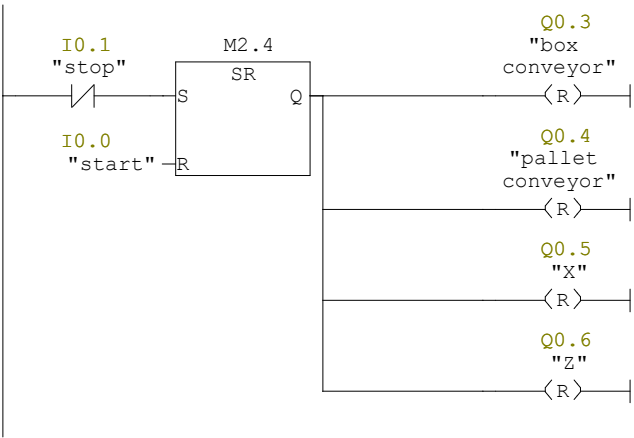 I0.1
"stop"
M2.4
SR
S
Q
I0.0
"start"
R
Q0.3
"box
conveyor"
R
Q0.4
"pallet
conveyor"
R
Q0.5
"X"
R
Q0.6
"Z"
R